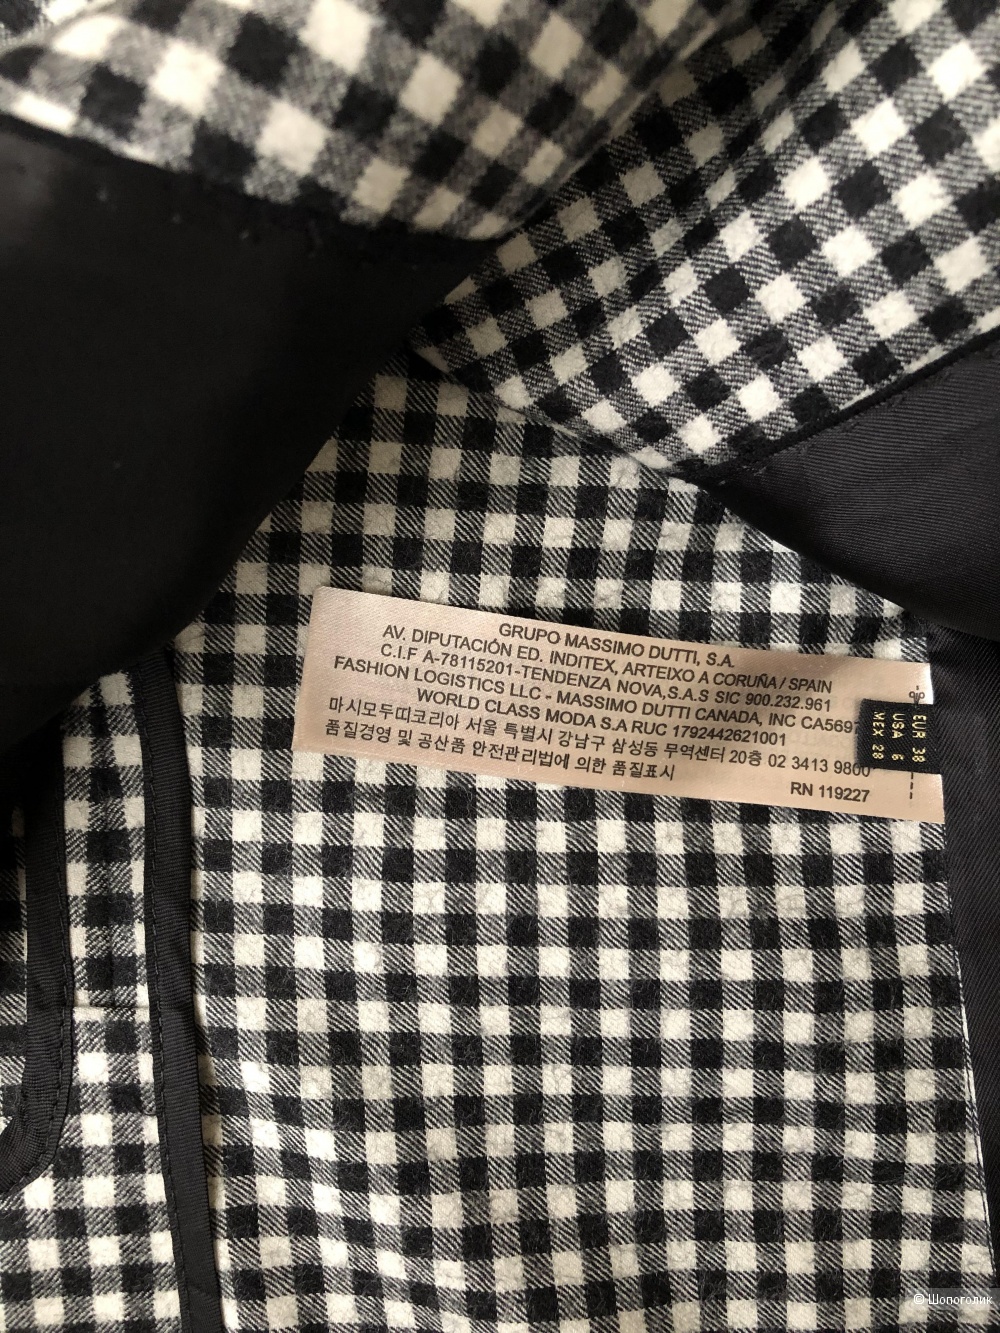 GRUPO MASSIMO DUTTI, S.A.
AV. DIPUTACIÓN ED. INDITEX, ARTEIXO A CORUÑA / SPAIN
C.I.F A-78115201-TENDENZA NOVA,S.A.S SIC 900.232.961
FASHION LOGISTICS LLC - MASSIMO DUTTI CANADA, INC
WORLD CLASS MODA S.A RUC 1792442621001
마시모두띠코리아 서울 특별시 강남구 삼성동 무역센터 20층 02 3413 9800
품질경영 및 공산품 안전관리법에 의한 품질표시
RN 119227
EUR 38
USA 6
MEX 28
© Шопоголик